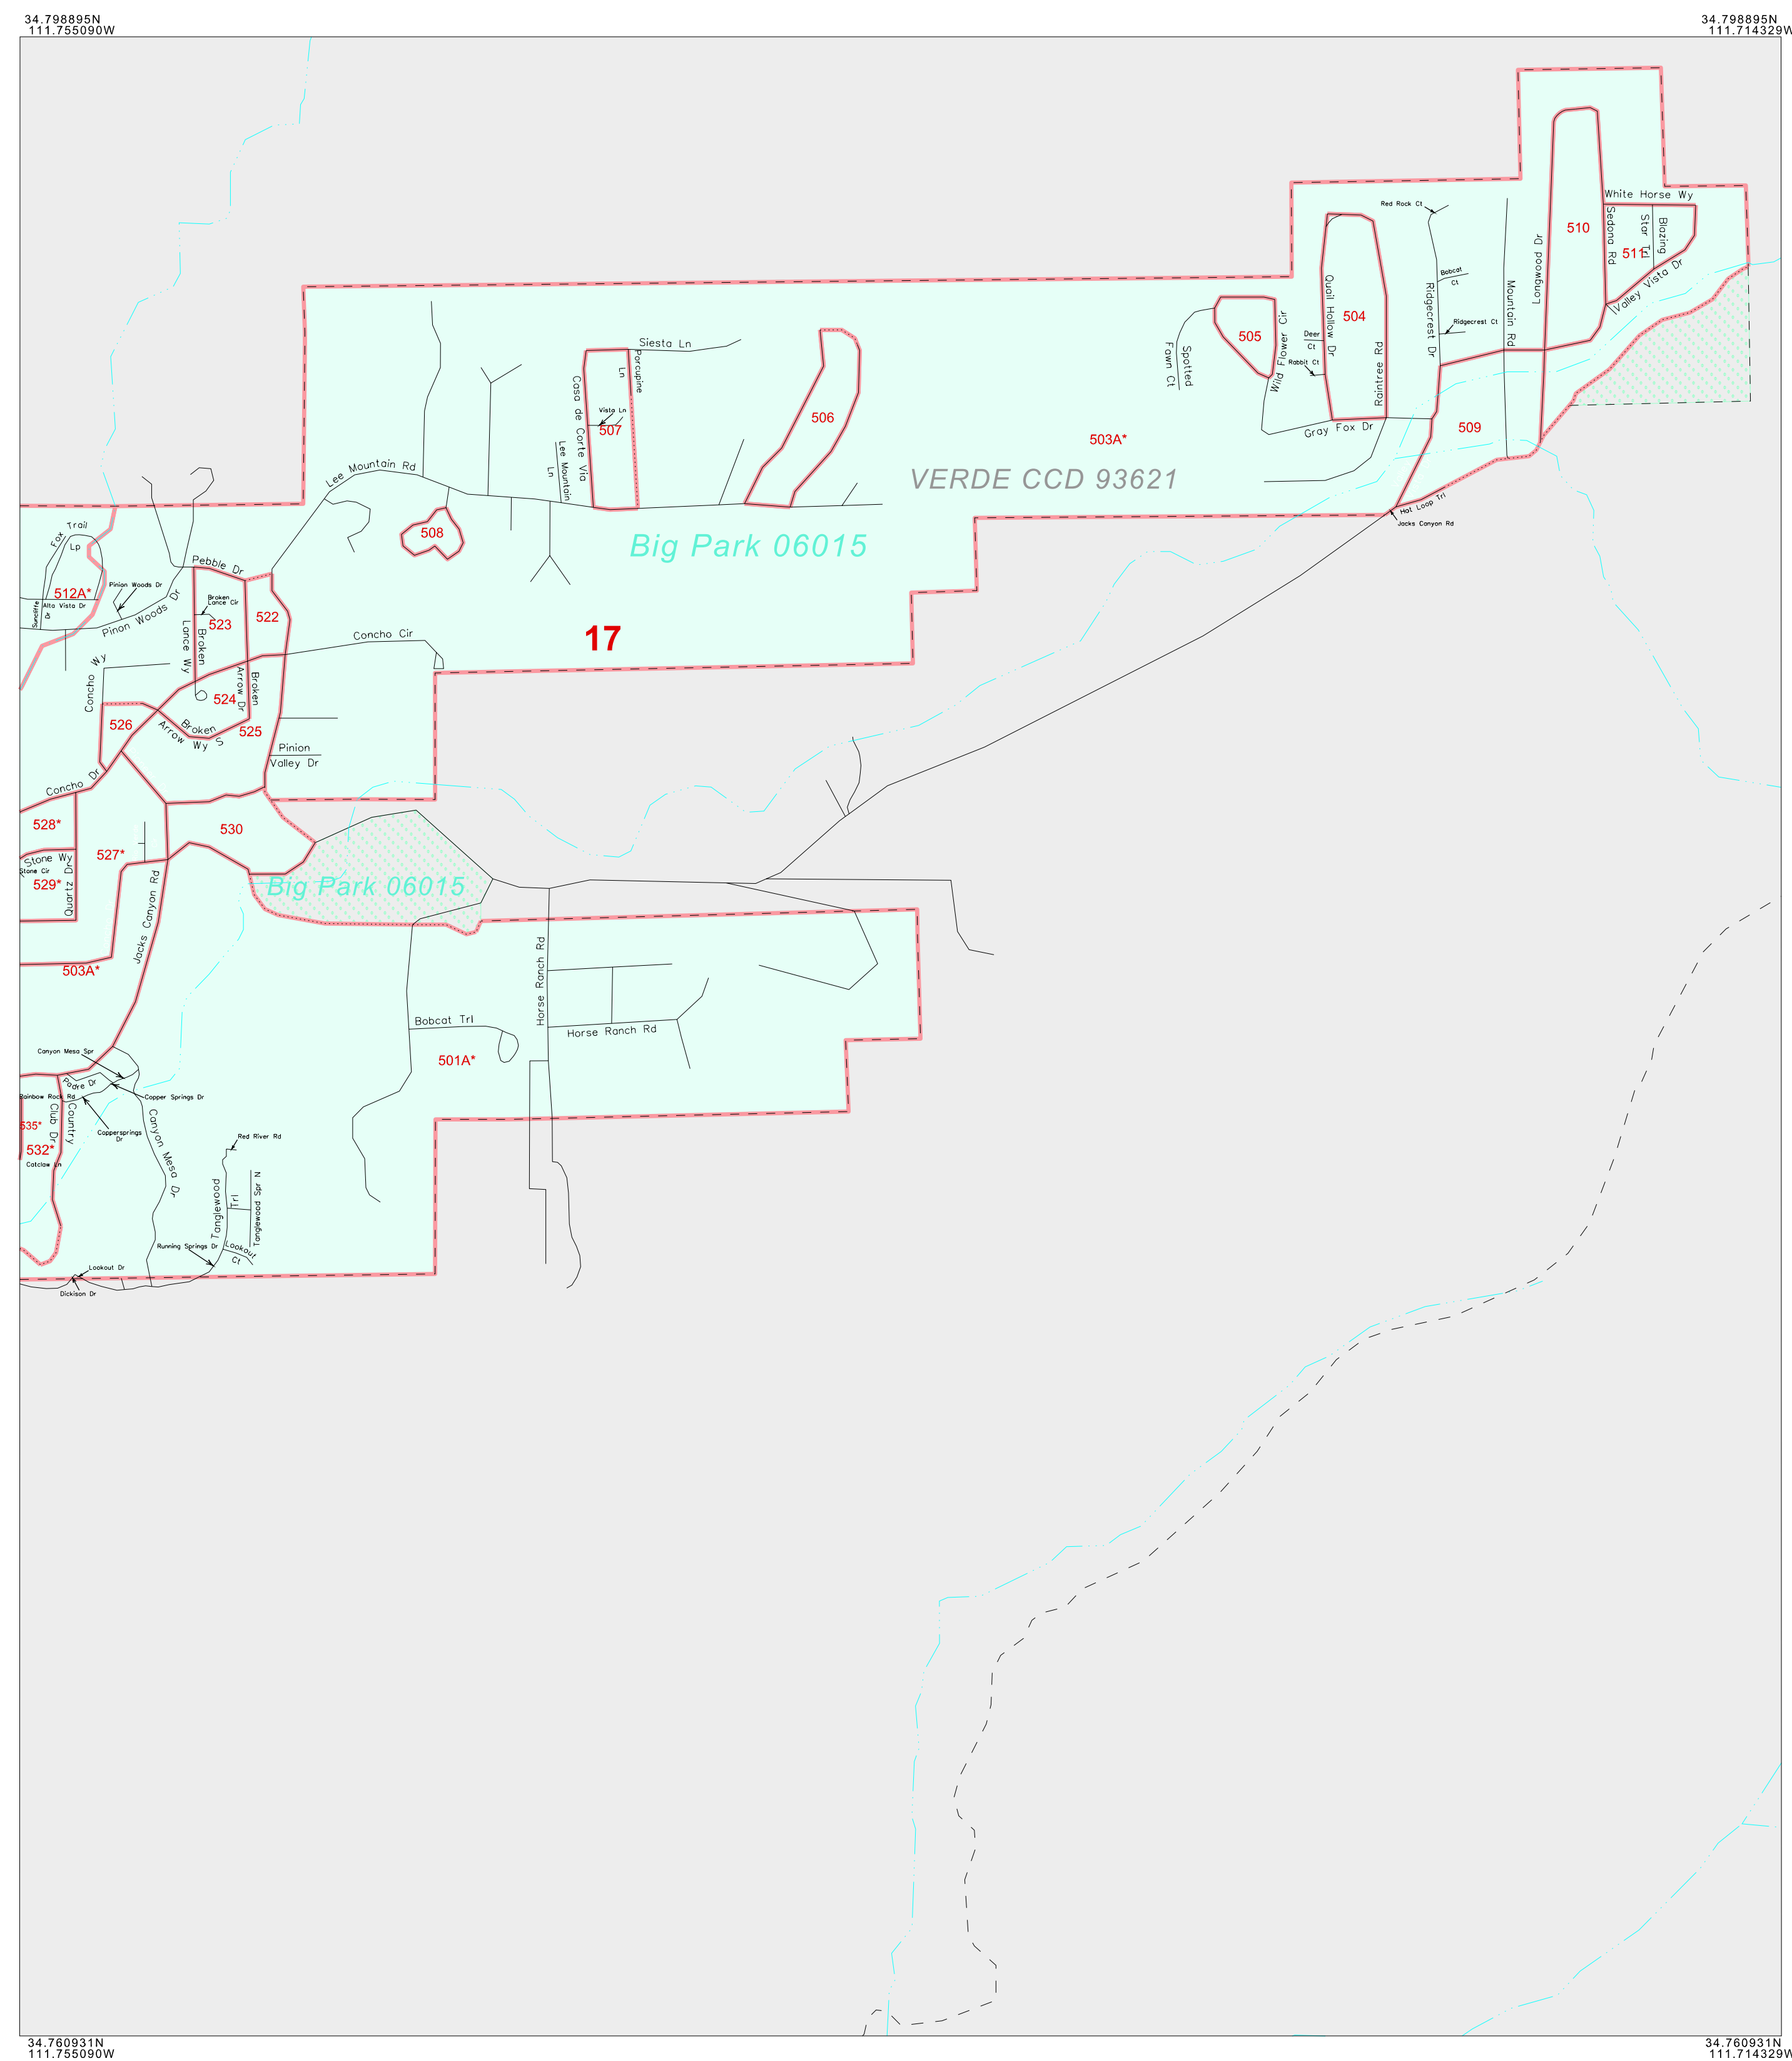 34.798895N
111.755090W
34.798895N
111.714329W
White Horse Wy
Red Rock Ct
510
Sedona Rd
Star Trl
Blazing
511
Longwood Dr
Valley Vista Dr
Bobcat
Ct
Mountain Rd
Ridgecrest Dr
Ridgecrest Ct
Quail Hollow Dr
504
Deer
Ct
Rabbit Ct
Raintree Rd
505
Wild Flower Cir
Spotted
Fawn Ct
Gray Fox Dr
509
Siesta Ln
Porcupine
Ln
Casa de Corte Via
Vista Ln
507
506
503A*
Lee Mountain
Ln
Lee Mountain Rd
VERDE CCD 93621
Hat Loop Trl
Jacks Canyon Rd
508
Big Park 06015
Fox
Trail
Lp
Pebble Dr
Pinion Woods Dr
512A*
Alto Vista Dr
Suncliffe
Dr
Pinon Woods Dr
Broken
Lance Cir
523
522
Broken
Lance Wy
Concho Cir
17
Concho Wy
Broken
Arrow Dr
524
526
525
Broken
Arrow Wy S
Pinion
Valley Dr
Concho Dr
528*
530
527*
Stone Wy
Stone Cir
529*
Quartz Dr
Big Park 06015
Jacks Canyon Rd
503A*
Horse Ranch Rd
Bobcat Trl
Horse Ranch Rd
501A*
Canyon Mesa Spr
Padre Dr
Rainbow Rock Rd
Copper Springs Dr
Country
Club Dr
535*
Coppersprings
Dr
532*
Catclaw Ln
Canyon Mesa Dr
Red River Rd
Tanglewood
Trl
Tanglewood Spr N
Running Springs Dr
Lookout
Ct
Lookout Dr
Dickison Dr
34.760931N
111.755090W
34.760931N
111.714329W